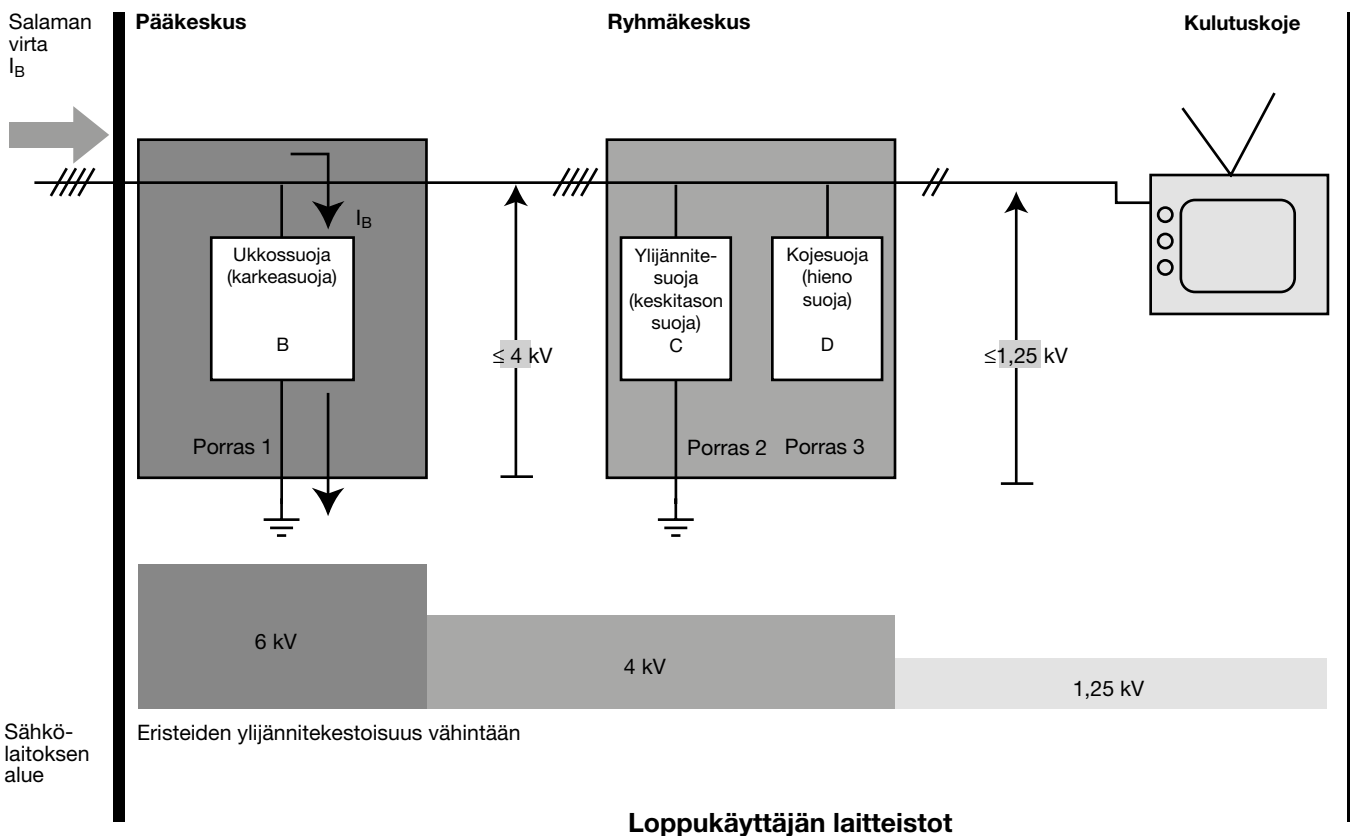 Salaman
virta
I_B
Pääkeskus
Ryhmäkeskus
Kulutuskoje
I_B
Ukkossuoja
(karkeasuoja)
B
Porras 1
≤ 4 kV
Ylijännite-
suoja
(keskitason
suoja)
C
Kojesuoja
(hieno
suoja)
D
Porras 2
Porras 3
≤1,25 kV
6 kV
4 kV
1,25 kV
Sähkö-
laitoksen
alue
Eristeiden ylijännitekestoisuus vähintään
Loppukäyttäjän laitteistot